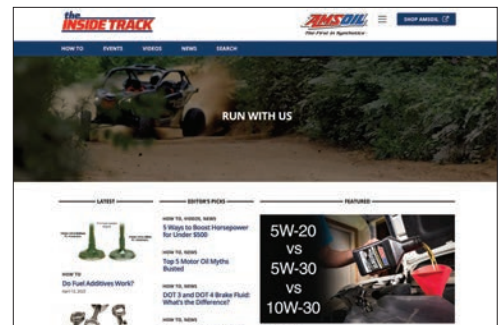 the
INSIDE TRACK
AMSOIL
The First in Synthetics
SHOP AMSOIL
HOW TO
EVENTS
VIDEOS
NEWS
SEARCH
RUN WITH US
LATEST
HOW TO
Do Fuel Additives Work?
EDITOR'S PICKS
HOW TO, VIDEOS, NEWS
5 Ways to Boost Horsepower
for Under $500
HOW TO, NEWS
Top 5 Motor Oil Myths
Busted
HOW TO, NEWS
DOT 3 and DOT 4 Brake Fluid:
What's the Difference?
HOW TO, NEWS
FEATURED
5W-20
vs
5W-30
vs
10W-30